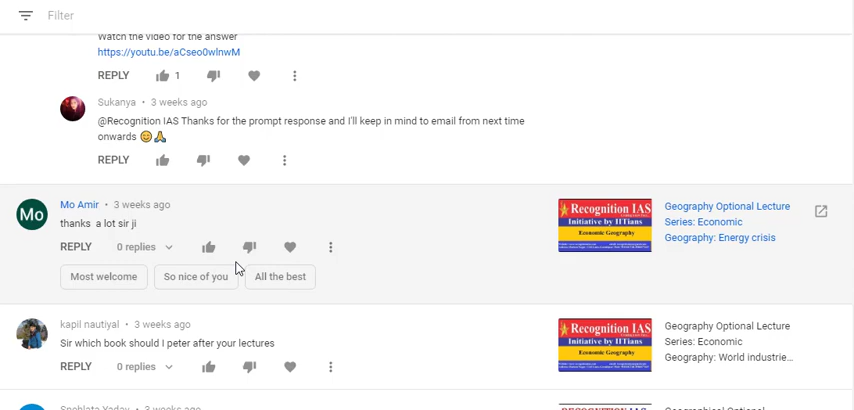 Filter
Watch the video for the answer
https://youtu.be/aCseo0wlnwM
REPLY 1
Sukanya • 3 weeks ago
@Recognition IAS Thanks for the prompt response and I'll keep in mind to email from next time
onwards 😊🙏
REPLY
Mo
Mo Amir • 3 weeks ago
thanks a lot sir ji
REPLY 0 replies
Most welcome So nice of you All the best
Recognition IAS
Initiative by IITians
Economic Geography
Geography Optional Lecture
Series: Economic
Geography: Energy crisis
kapil nautiyal • 3 weeks ago
Sir which book should I peter after your lectures
REPLY 0 replies
Recognition IAS
Initiative by IITians
Economic Geography
Geography Optional Lecture
Series: Economic
Geography: World industrie...
Snehlata Yadav • 3 weeks ago